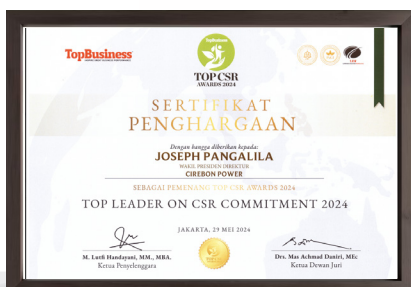 TopBusiness
TOP CSR
AWARDS 2024
SERTIFIKAT
PENGHARGAAN
Dengan bangga diberikan kepada:
JOSEPH PANGALILA
WAKIL PRESIDEN DIREKTUR
CIREBON POWER
SEBAGAI PEMENANG TOP CSR AWARDS 2024
TOP LEADER ON CSR COMMITMENT 2024
JAKARTA, 29 MEI 2024
M. Lutfi Handayani, MM., MBA.
Ketua Penyelenggara
Drs. Mas Achmad Daniri, MEc
Ketua Dewan Juri